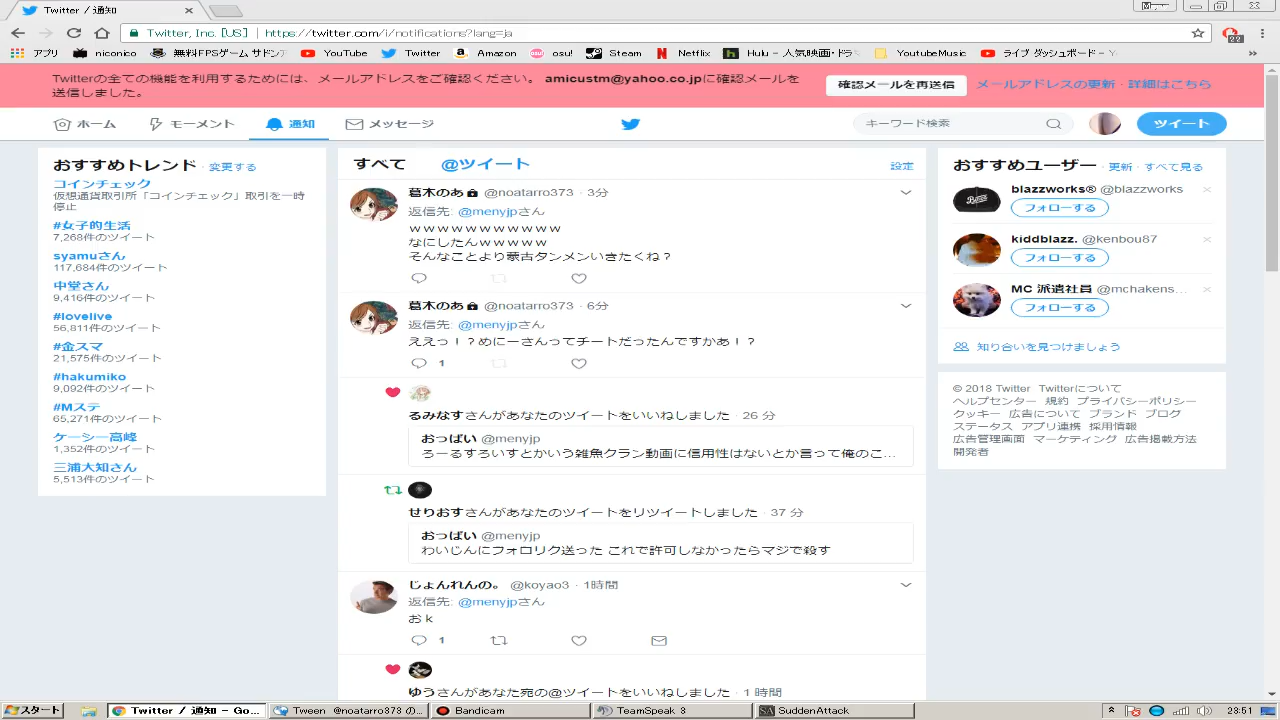 Twitter / 通知
Twitter, Inc. [US] | https://twitter.com/i/notifications?lang=ja
アプリ niconico 無料FPSゲーム サドンア YouTube Twitter Amazon osu! Steam Netflix Hulu - 人気映画・ドラマ YoutubeMusic ライブ ダッシュボード - Yo »
22
Twitterの全ての機能を利用するためには、メールアドレスをご確認ください。 amicustm@yahoo.co.jpに確認メールを
送信しました。
確認メールを再送信 メールアドレスの更新 · 詳細はこちら
ホーム モーメント 通知 メッセージ キーワード検索 ツイート
おすすめトレンド · 変更する
コインチェック
仮想通貨取引所「コインチェック」取引を一時
停止
#女子的生活
7,268件のツイート
syamuさん
117,684件のツイート
中堂さん
9,416件のツイート
#lovelive
56,811件のツイート
#金スマ
21,575件のツイート
#hakumiko
9,092件のツイート
#Mステ
65,271件のツイート
ケーシー高峰
1,352件のツイート
三浦大知さん
5,513件のツイート
すべて @ツイート 設定
葛木のあ @noatarro373 · 3分
返信先: @menyjpさん
ｗｗｗｗｗｗｗｗｗｗｗ
なにしたんｗｗｗｗｗ
そんなことより蒙古タンメンいきたくね？
葛木のあ @noatarro373 · 6分
返信先: @menyjpさん
ええっ！？めにーさんってチートだったんですかあ！？
1
るみなすさんがあなたのツイートをいいねしました · 26分
おっぱい @menyjp
ろーるすろいすとかいう雑魚クラン動画に信用性はないとか言って俺のこ...
せりおすさんがあなたのツイートをリツイートしました · 37 分
おっぱい @menyjp
わいじんにフォロリク送った これで許可しなかったらマジで殺す
じょんれんの。 @koyao3 · 1時間
返信先: @menyjpさん
おｋ
1
ゆうさんがあなた宛の@ツイートをいいねしました · 1 時間
おすすめユーザー · 更新 · すべて見る
blazzworks® @blazzworks
フォローする
kiddblazz. @kenbou87
フォローする
MC 派遣社員 @mchakens...
フォローする
知り合いを見つけましょう
© 2018 Twitter Twitterについて
ヘルプセンター 規約 プライバシーポリシー
クッキー 広告について ブランド ブログ
ステータス アプリ連携 採用情報
広告管理画面 マーケティング 広告掲載方法
開発者
スタート Twitter / 通知 - Go... Tween @noatarro373 の... Bandicam TeamSpeak 3 SuddenAttack 23:51